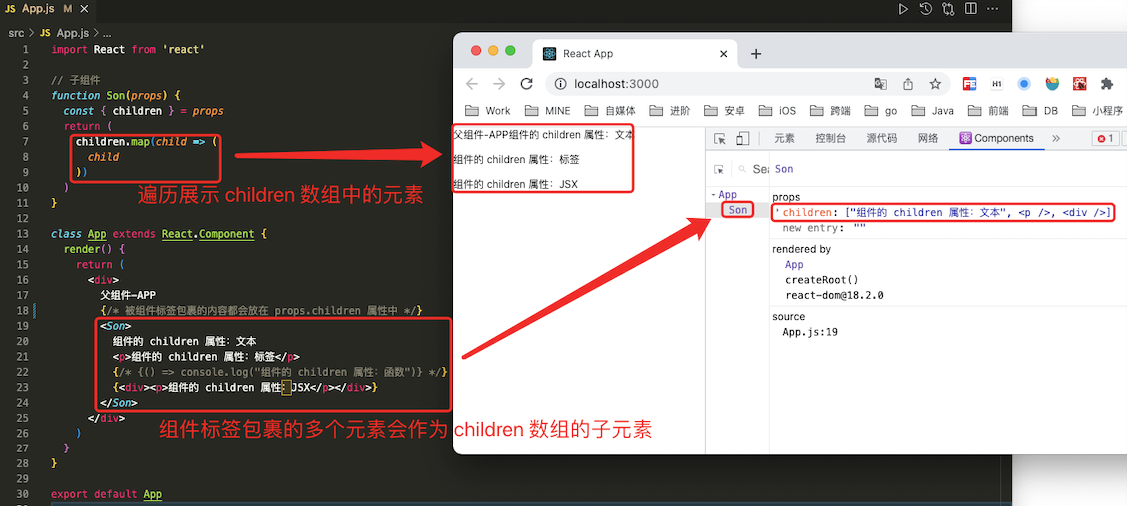 JS App.js M ×
src > JS App.js > ...
1 import React from 'react'
2
3 // 子组件
4 function Son(props) {
5 const { children } = props
6 return (
7 children.map(child => (
8 child
9 ))
10 )
11 }
12
13 class App extends React.Component {
14 render() {
15 return (
16 <div>
17 父组件-APP
18 {/* 被组件标签包裹的内容都会放在 props.children 属性中 */}
19 <Son>
20 组件的 children 属性：文本
21 <p>组件的 children 属性：标签</p>
22 {/* {() => console.log("组件的 children 属性：函数")} */}
23 {<div><p>组件的 children 属性：JSX</p></div>}
24 </Son>
25 </div>
26 )
27 }
28 }
29
30 export default App
遍历展示 children 数组中的元素
组件标签包裹的多个元素会作为 children 数组的子元素
React App × +
localhost:3000
Work MINE 自媒体 进阶 安卓 iOS 跨端 go Java 前端 DB 小程序
父组件-APP组件的 children 属性：文本
组件的 children 属性：标签
组件的 children 属性：JSX
元素 控制台 源代码 网络 Components » 1
Sea Son
App
Son
props
children: ["组件的 children 属性：文本", <p />, <div />]
new entry: ""
rendered by
App
createRoot()
react-dom@18.2.0
source
App.js:19